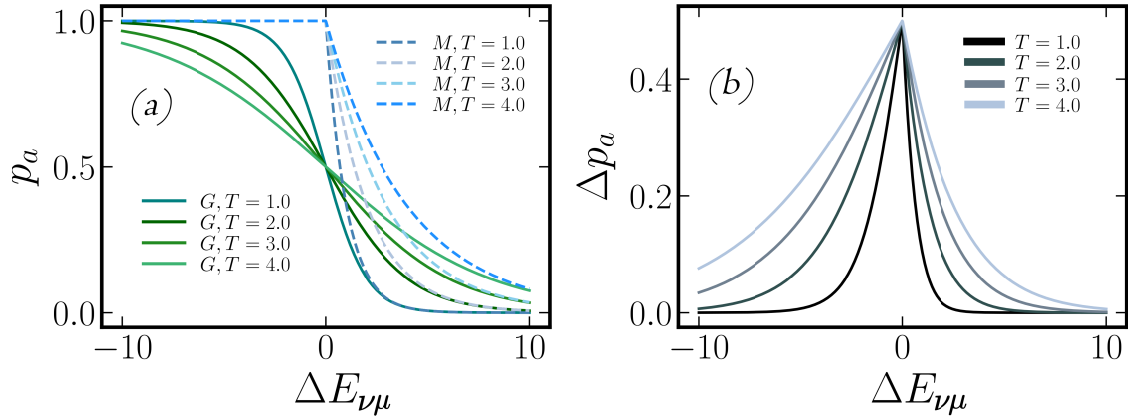 1.0
0.5
0.0
p_a
(a)
M, T = 1.0
M, T = 2.0
M, T = 3.0
M, T = 4.0
G, T = 1.0
G, T = 2.0
G, T = 3.0
G, T = 4.0
−10 0 10
ΔE_νμ
0.4
0.2
0.0
Δp_a
(b)
T = 1.0
T = 2.0
T = 3.0
T = 4.0
−10 0 10
ΔE_νμ